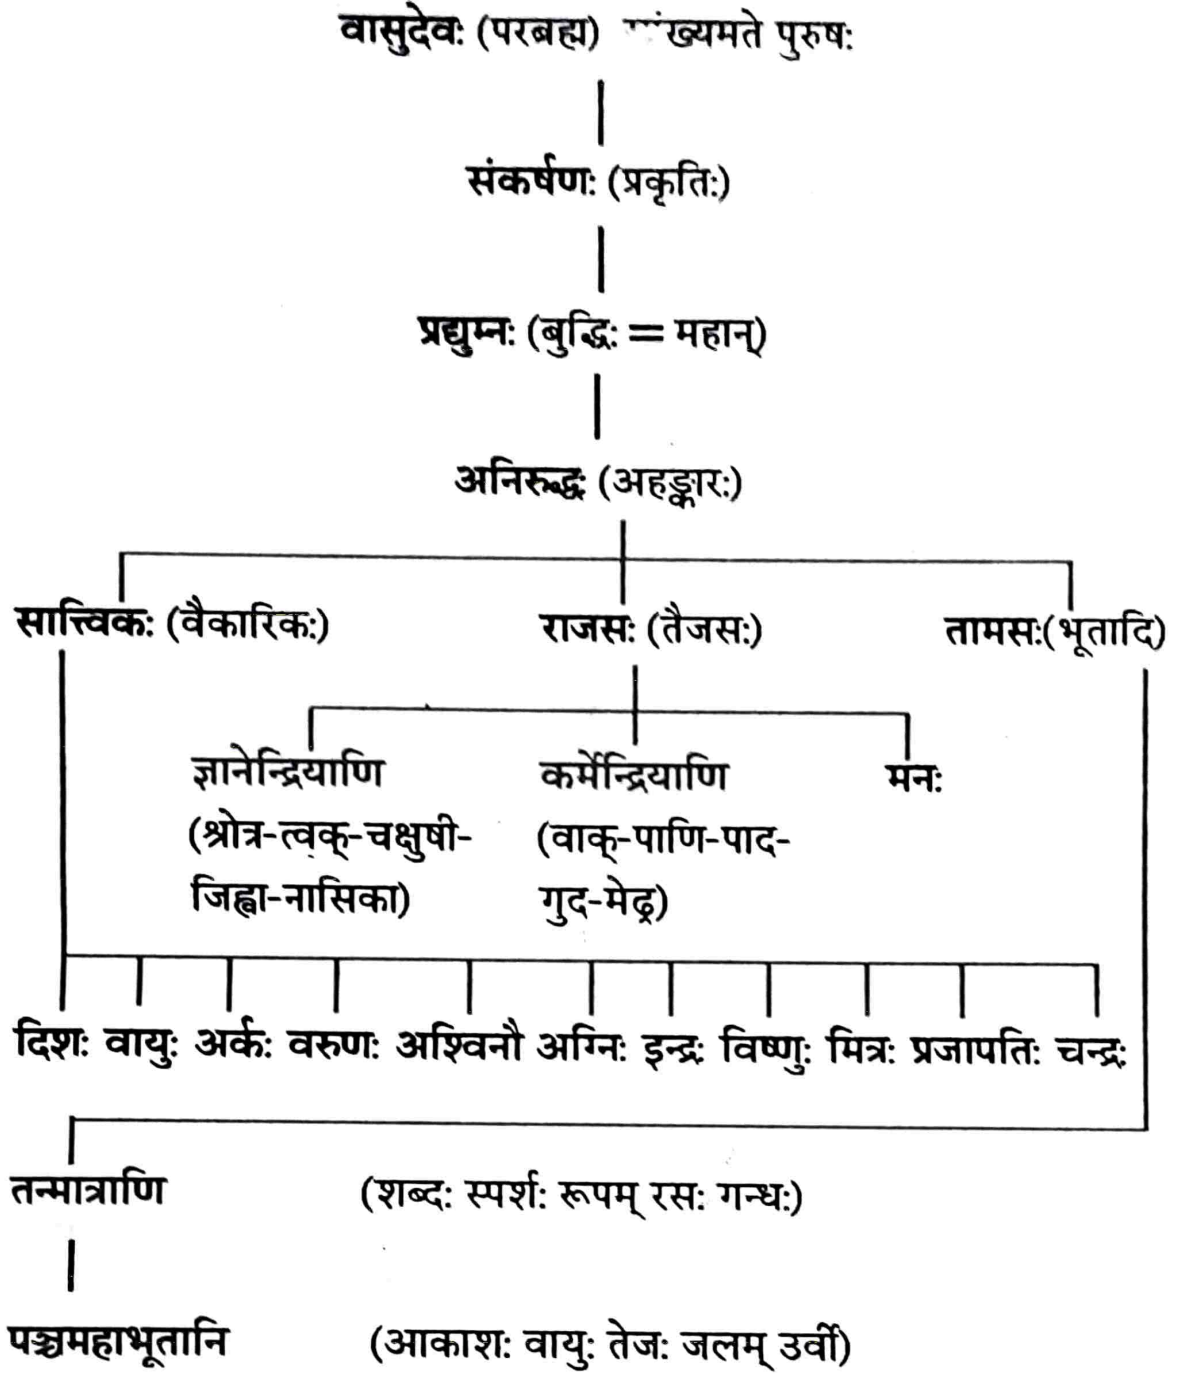 वासुदेवः (परब्रह्म) पुरुषः
संकर्षणः (प्रकृतिः)
प्रद्युम्नः (बुद्धिः = महान्)
अनिरुद्धः (अहङ्कारः)
सात्त्विकः (वैकारिकः) राजसः (तैजसः) तामसः(भूतादि)
ज्ञानेन्द्रियाणि कर्मेन्द्रियाणि मनः
(श्रोत्र-त्वक्-चक्षुषी- (वाक्-पाणि-पाद-
जिह्वा-नासिका) गुद-मेढ्र)
दिशः वायुः अर्कः वरुणः अश्विनौ अग्निः इन्द्रः विष्णुः मित्रः प्रजापतिः चन्द्रः
तन्मात्राणि (शब्दः स्पर्शः रूपम् रसः गन्धः)
पञ्चमहाभूतानि (आकाशः वायुः तेजः जलम् उर्वी)